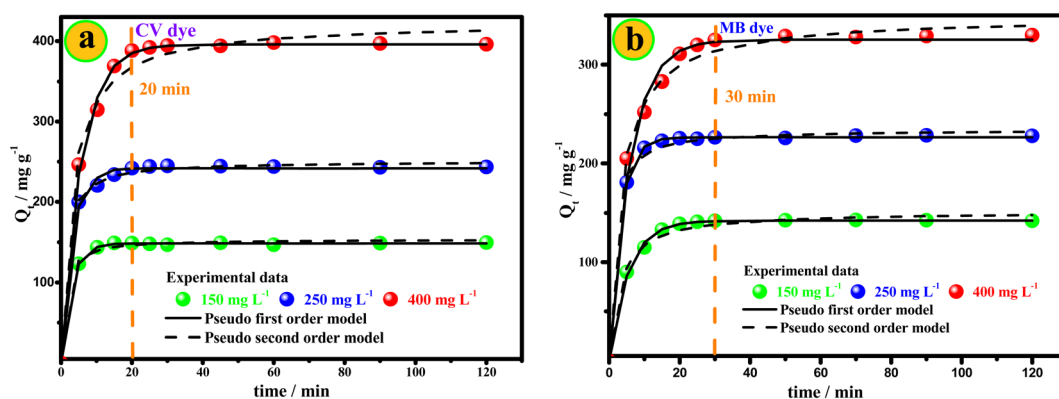 a
CV dye
20 min
400
300
200
100
Qt / mg g-1
Experimental data
150 mg L-1 250 mg L-1 400 mg L-1
Pseudo first order model
Pseudo second order model
0 20 40 60 80 100 120
time / min
b
MB dye
30 min
300
200
100
Qt / mg g-1
Experimental data
150 mg L-1 250 mg L-1 400 mg L-1
Pseudo first order model
Pseudo second order model
0 20 40 60 80 100 120
time / min